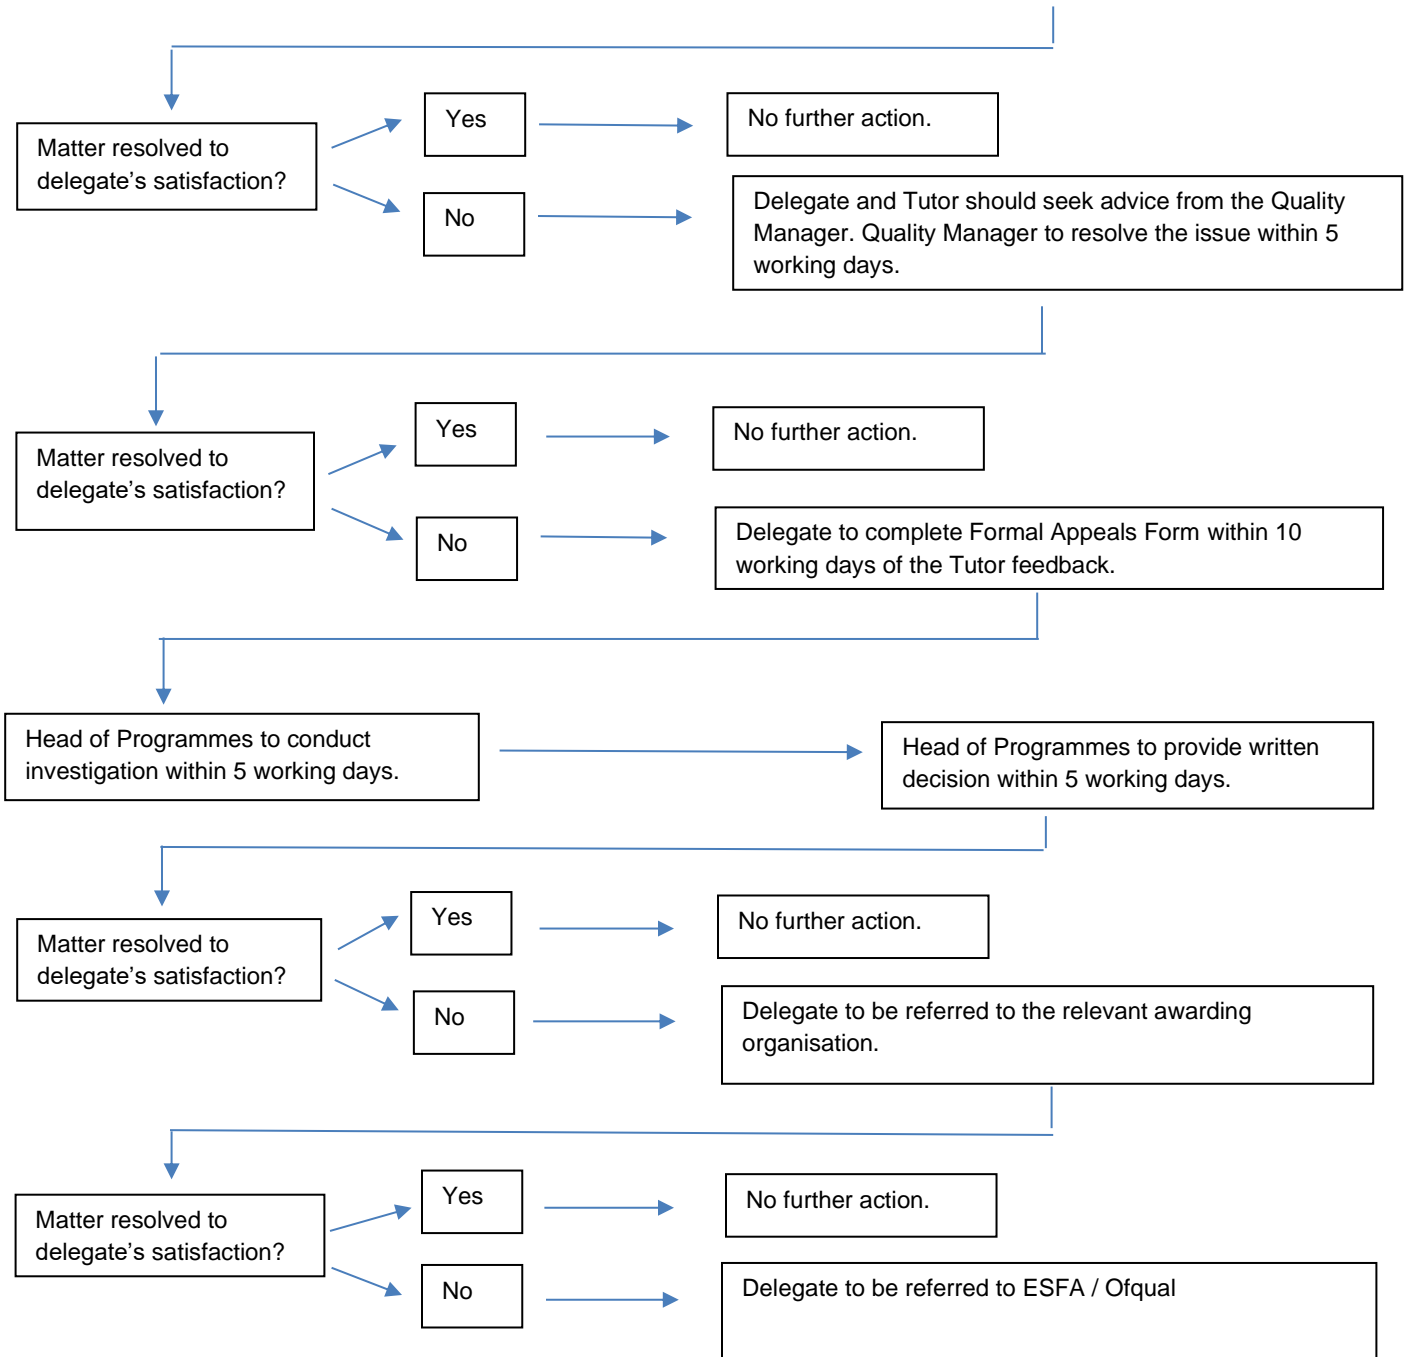 Yes
No further action.
Matter resolved to
delegate’s satisfaction?
No
Delegate and Tutor should seek advice from the Quality
Manager. Quality Manager to resolve the issue within 5
working days.
Yes
No further action.
Matter resolved to
delegate’s satisfaction?
No
Delegate to complete Formal Appeals Form within 10
working days of the Tutor feedback.
Head of Programmes to conduct
investigation within 5 working days.
Head of Programmes to provide written
decision within 5 working days.
Yes
No further action.
Matter resolved to
delegate’s satisfaction?
No
Delegate to be referred to the relevant awarding
organisation.
Yes
No further action.
Matter resolved to
delegate’s satisfaction?
No
Delegate to be referred to ESFA / Ofqual